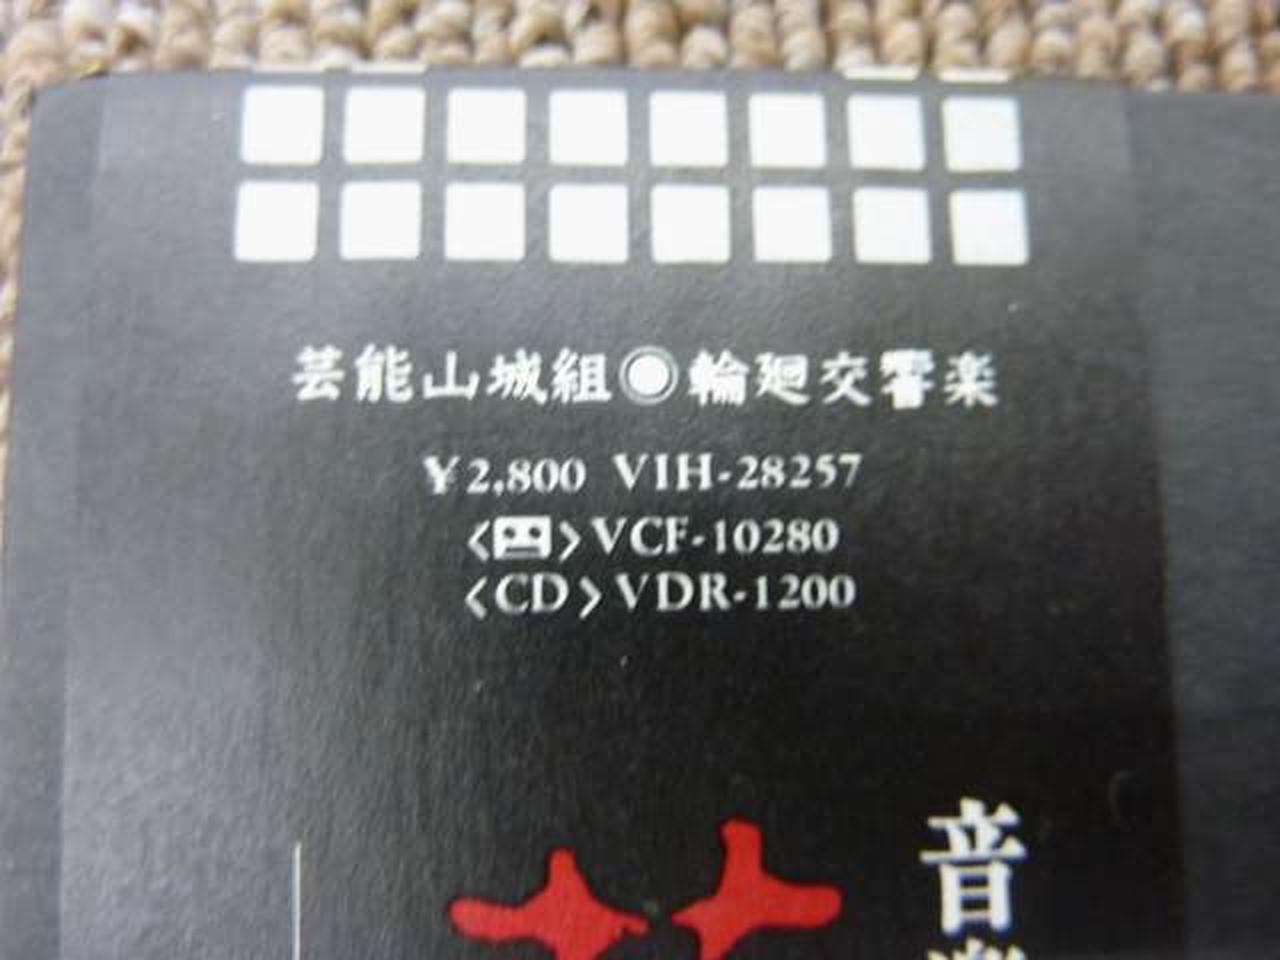 芸能山城組◉輪廻交響楽
¥2,800 VIH-28257
<📼>VCF-10280
<CD>VDR-1200
音